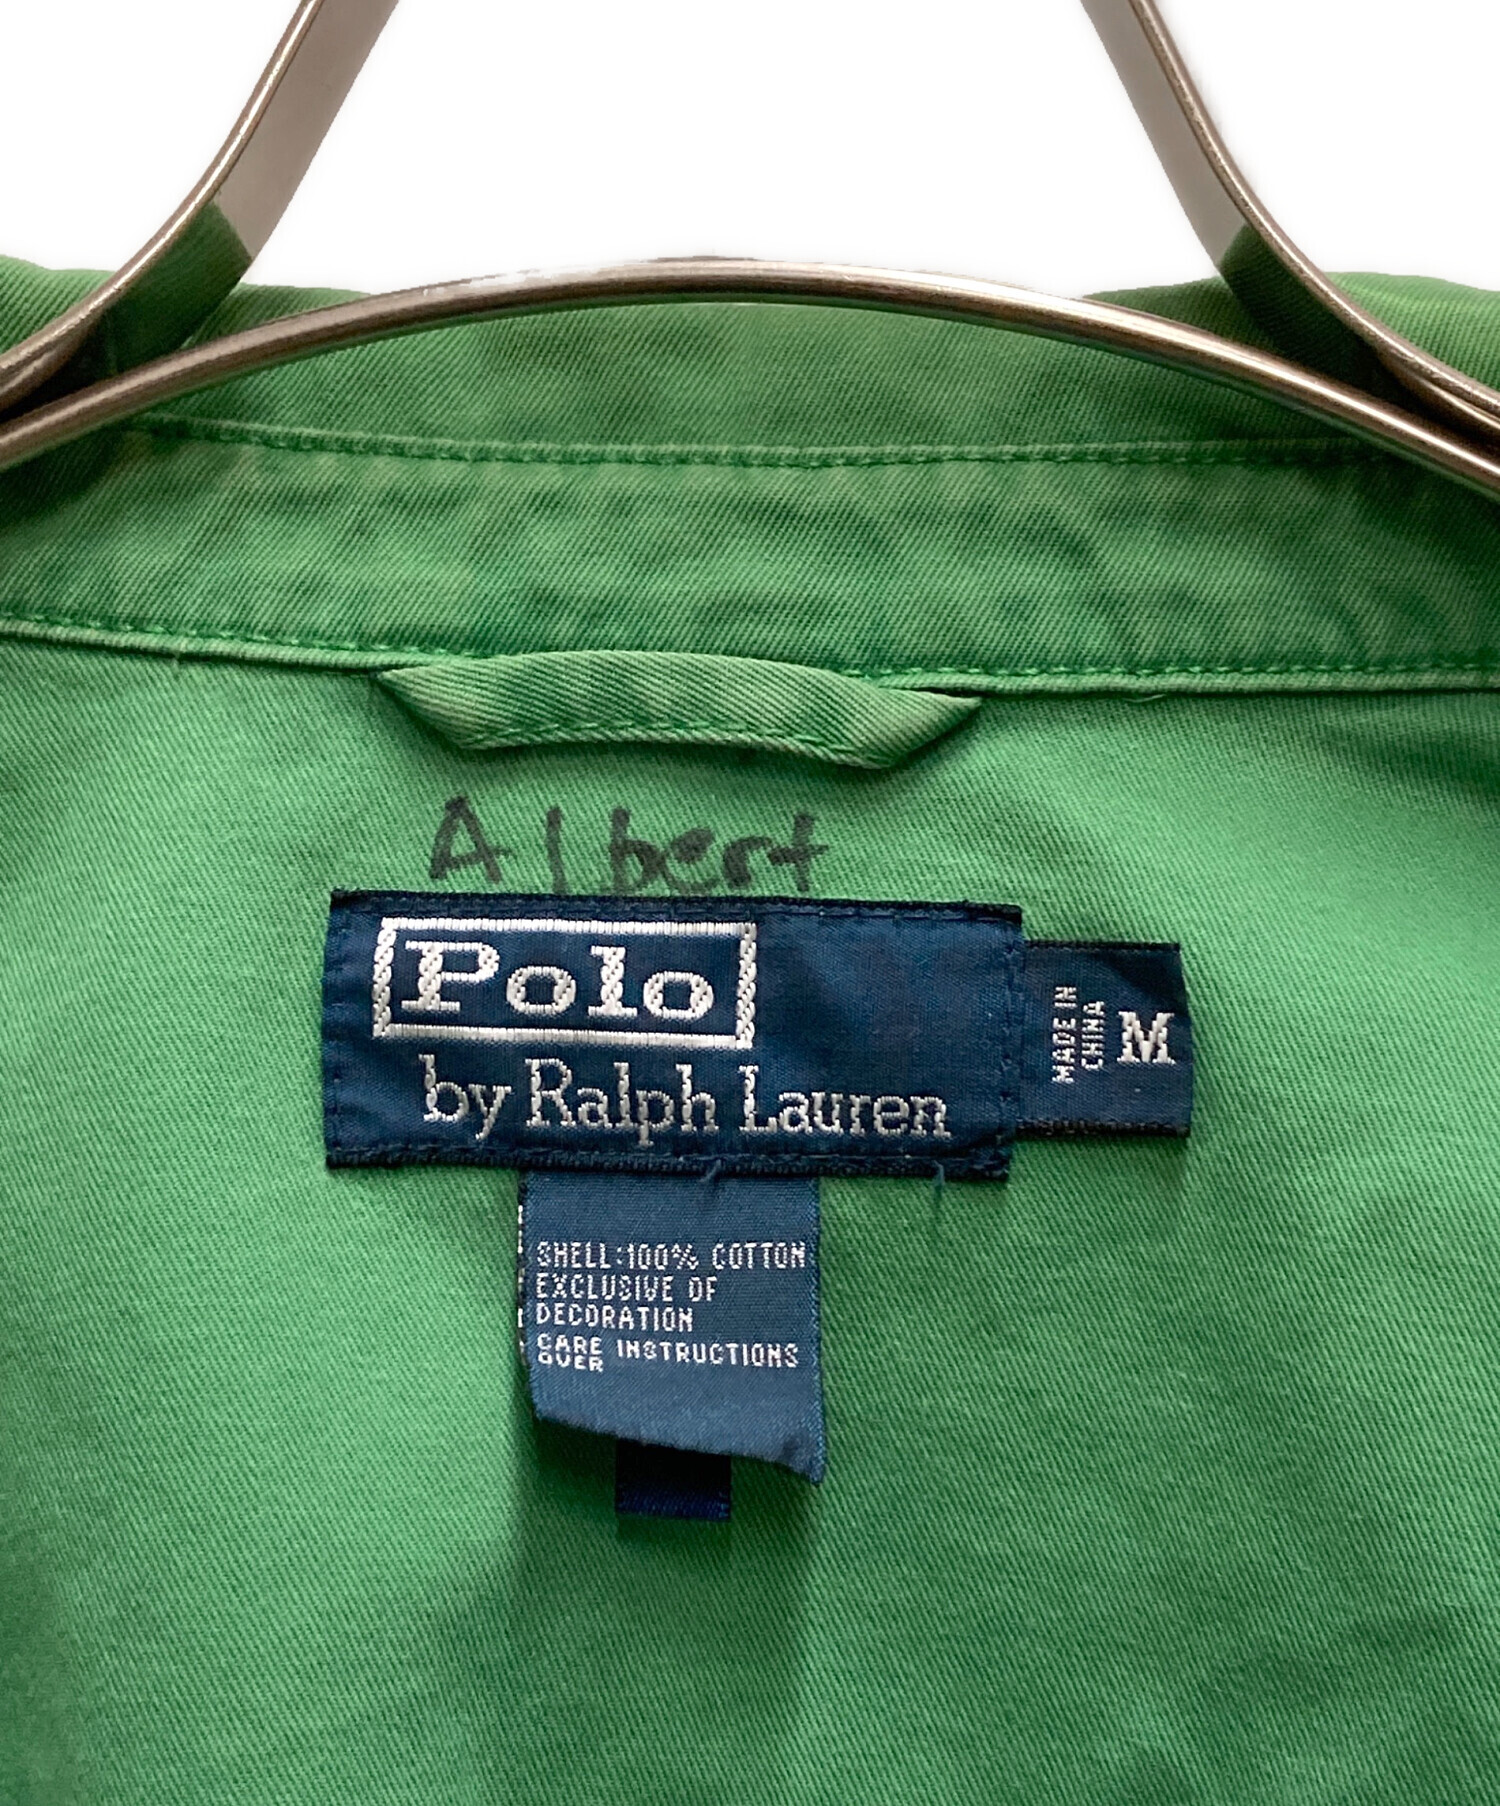 Albert
Polo
by Ralph Lauren
MADE IN
CHINA
M
SHELL:100% COTTON
EXCLUSIVE OF
DECORATION
CARE INSTRUCTIONS
OVER